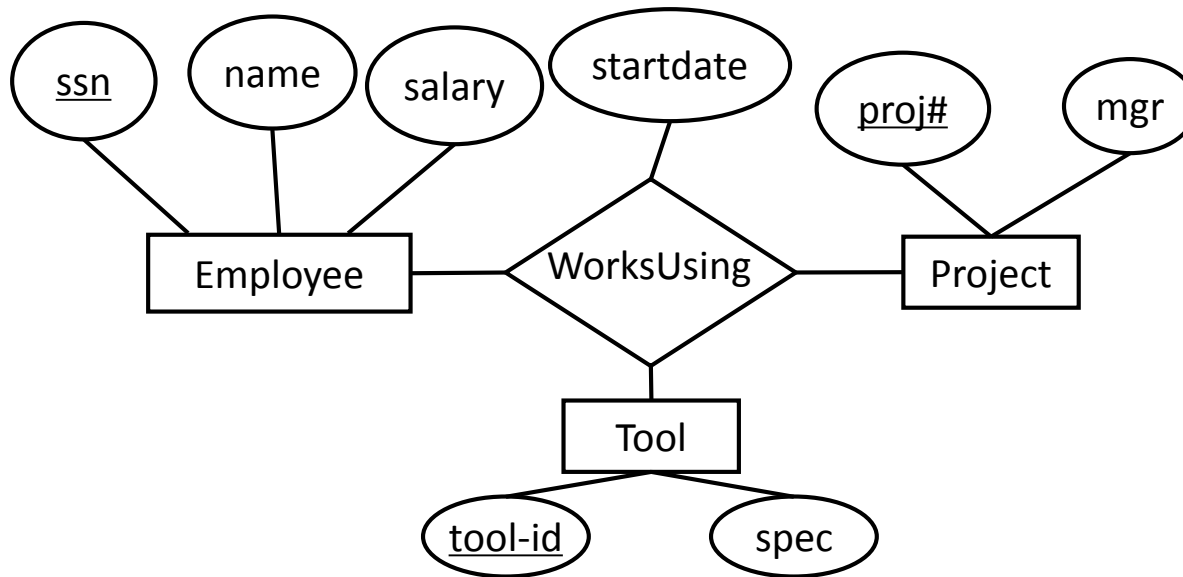 ssn
name
salary
startdate
proj#
mgr
Employee
WorksUsing
Project
Tool
tool-id
spec